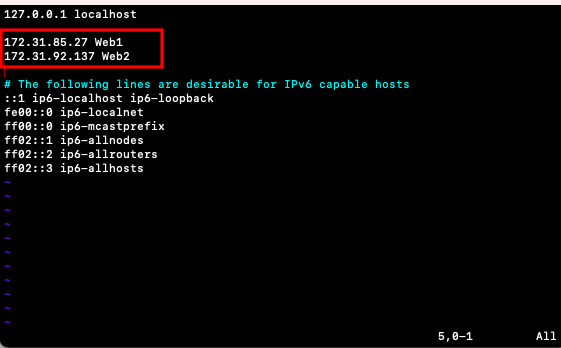 127.0.0.1 localhost
172.31.85.27 Web1
172.31.92.137 Web2
# The following lines are desirable for IPv6 capable hosts
::1 ip6-localhost ip6-loopback
fe00::0 ip6-localnet
ff00::0 ip6-mcastprefix
ff02::1 ip6-allnodes
ff02::2 ip6-allrouters
ff02::3 ip6-allhosts
~
~
~
~
~
~
~
~
~
~
~
5,0-1 All